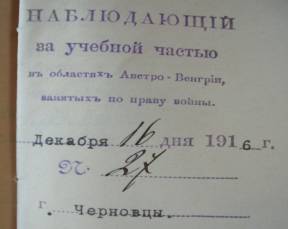 НАБЛЮДАЮЩІЙ
за учебной частью
въ областяхъ Австро-Венгріи,
занятыхъ по праву войны.
Декабря 16 дня 1916 г.
№ 27
г. Черновцы.